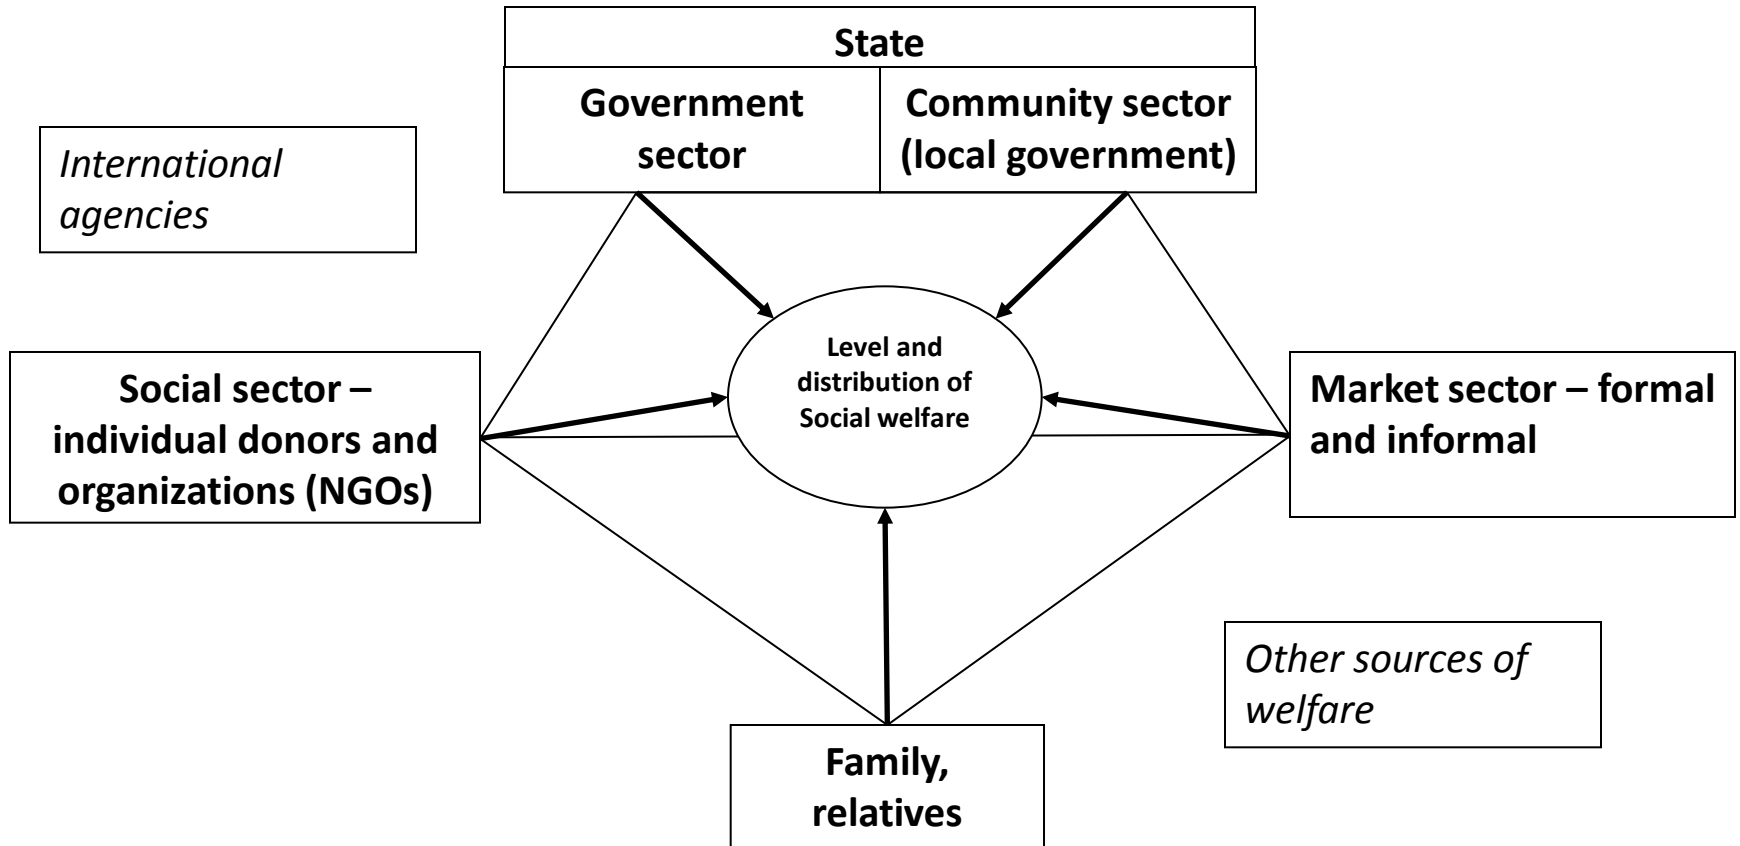 State
Government
sector
Community sector
(local government)
International
agencies
Level and
distribution of
Social welfare
Social sector –
individual donors and
organizations (NGOs)
Market sector – formal
and informal
Other sources of
welfare
Family,
relatives